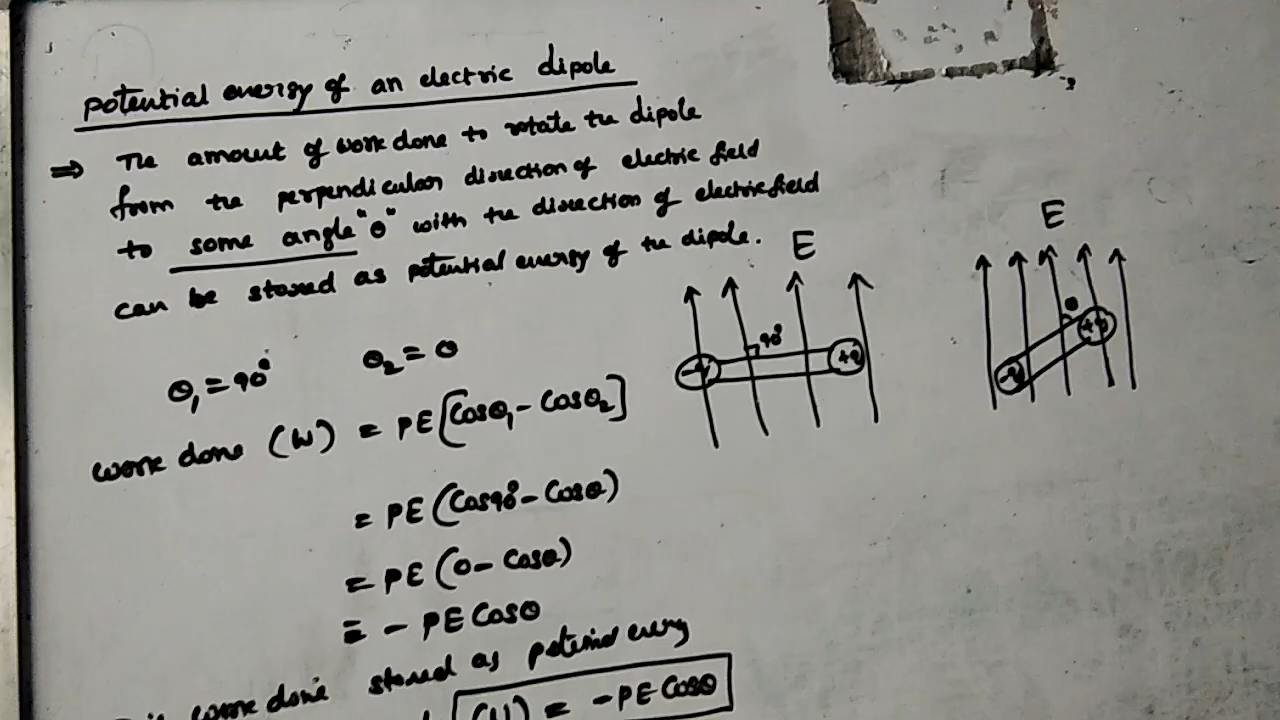 Potential energy of an electric dipole
⇒ The amount of work done to rotate the dipole
from the perpendicular direction of electric field
to some angle "θ" with the direction of electric field
can be stored as potential energy of the dipole.
E
E
90°
θ
-q
+q
-q
+q
θ₁ = 90° θ₂ = θ
work done (W) = PE[Cosθ₁ - Cosθ₂]
= PE(Cos90° - Cosθ)
= PE(0 - Cosθ)
= - PE Cosθ
work done stored as potential energy
(U) = -PE Cosθ